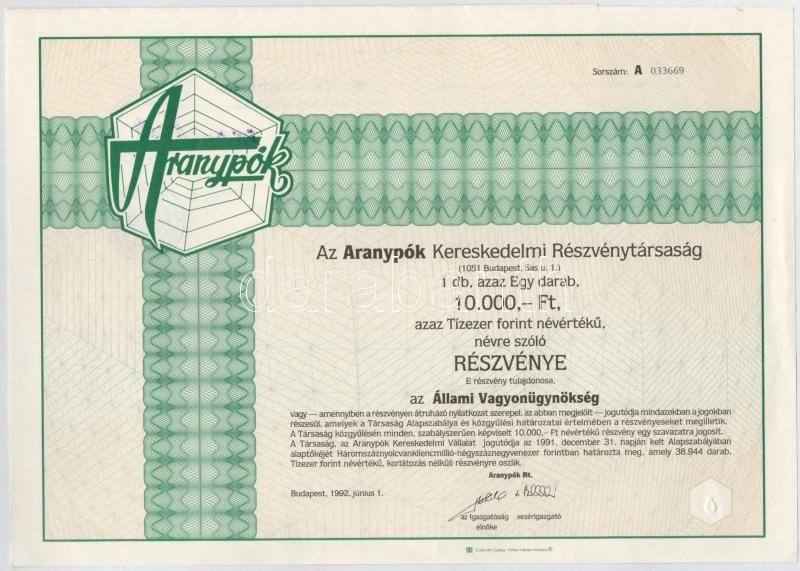 Sorszám: A 033669
Aranypók
Az Aranypók Kereskedelmi Részvénytársaság
(1051 Budapest, Sas u. 1.)
1 db, azaz Egy darab,
10.000,-- Ft,
azaz Tízezer forint névértékű,
névre szóló
RÉSZVÉNYE
E részvény tulajdonosa,
az Állami Vagyonügynökség
vagy — amennyiben a részvényen átruházó nyilatkozat szerepel, az abban megjelölt — jogutódja mindazokban a jogokban
részesül, amelyek a Társaság Alapszabálya és közgyűlési határozatai értelmében a részvényeseket megilletik.
A Társaság közgyűlésén minden, szabályszerűen képviselt 10.000,- Ft névértékű részvény egy szavazatra jogosít.
A Társaság, az Aranypók Kereskedelmi Vállalat jogutódja az 1991. december 31. napján kelt Alapszabályában
alaptőkéjét Háromszáznyolcvankilencmillió-négyszáznegyvenezer forintban határozta meg, amely 38.944 darab,
Tízezer forint névértékű, korlátozás nélküli részvényre oszlik.
Aranypók Rt.
Budapest, 1992. június 1.
az Igazgatóság vezérigazgató
elnöke
darabanth